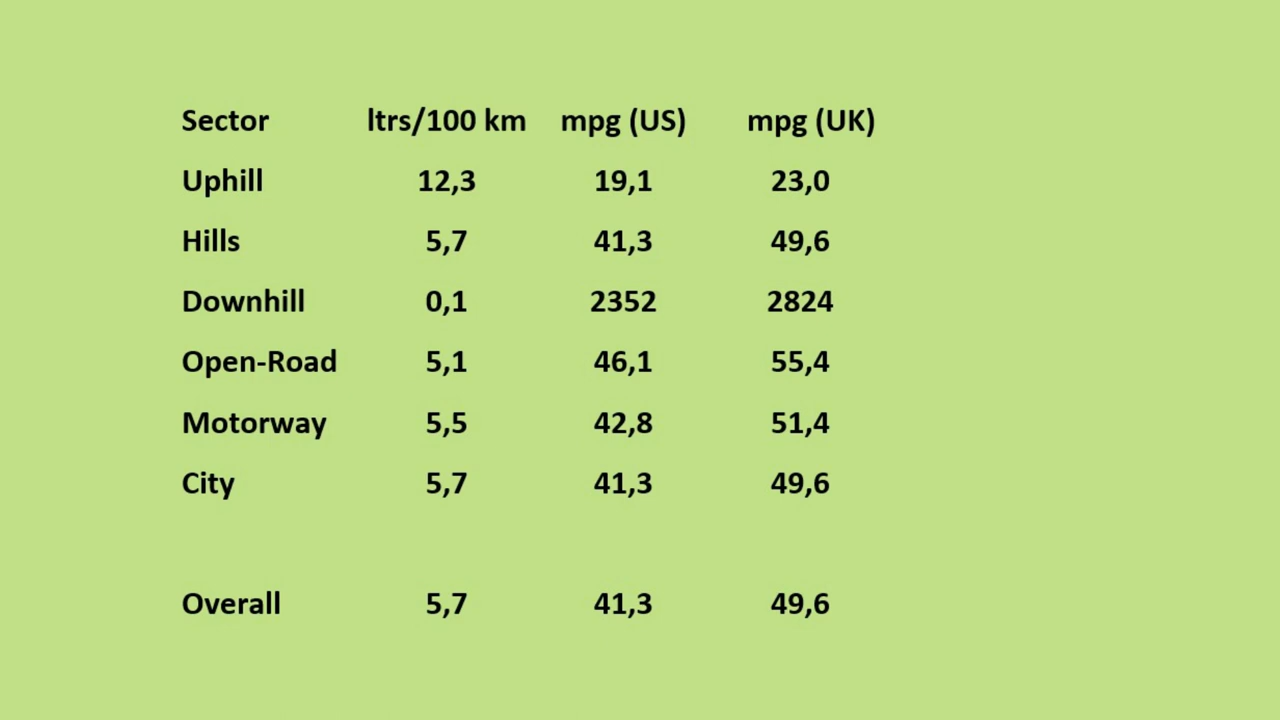 Sector ltrs/100 km mpg (US) mpg (UK)
Uphill 12,3 19,1 23,0
Hills 5,7 41,3 49,6
Downhill 0,1 2352 2824
Open-Road 5,1 46,1 55,4
Motorway 5,5 42,8 51,4
City 5,7 41,3 49,6
Overall 5,7 41,3 49,6